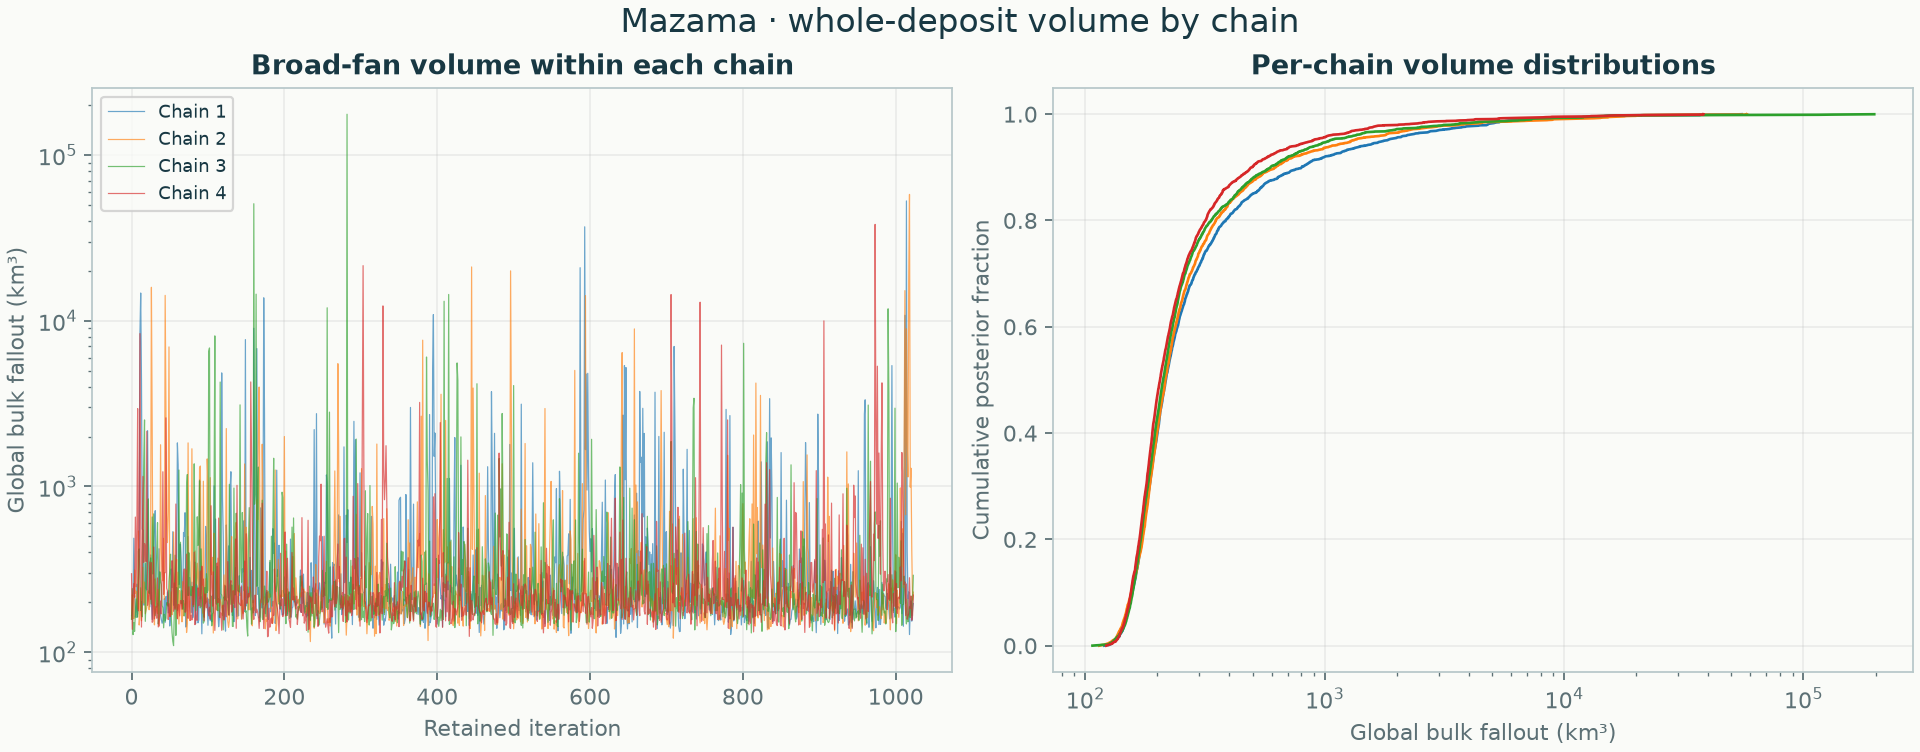 Mazama · whole-deposit volume by chain
Broad-fan volume within each chain
Global bulk fallout (km³)
10⁵
10⁴
10³
10²
Chain 1
Chain 2
Chain 3
Chain 4
0 200 400 600 800 1000
Retained iteration
Per-chain volume distributions
Cumulative posterior fraction
1.0
0.8
0.6
0.4
0.2
0.0
10² 10³ 10⁴ 10⁵
Global bulk fallout (km³)